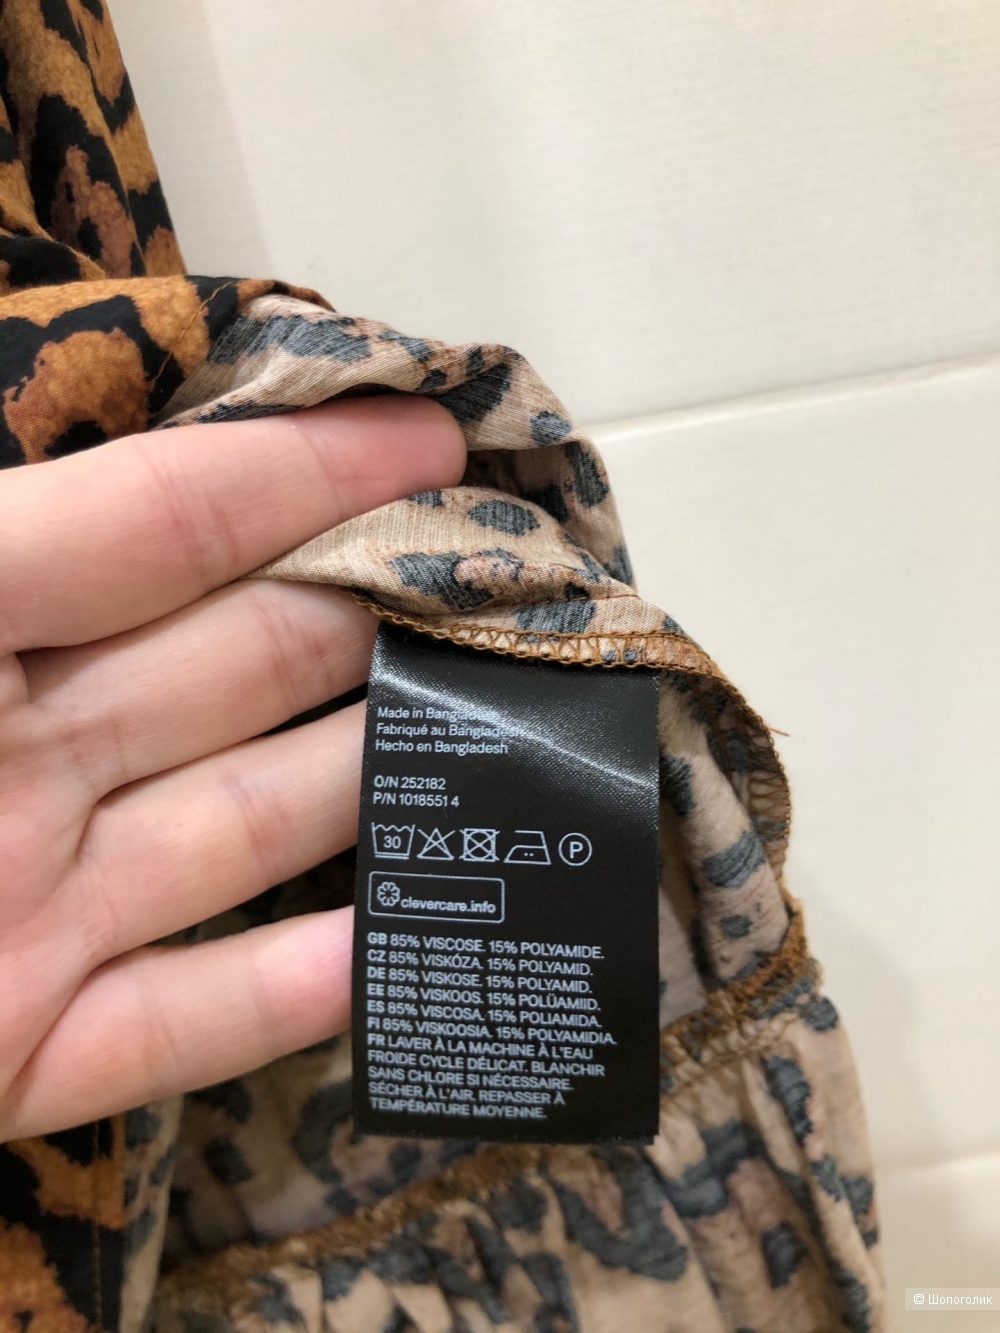 Made in Bangladesh
Fabriqué au Bangladesh
Hecho en Bangladesh
O/N 252182
P/N 1018551 4
30
P
clevercare.info
GB 85% VISCOSE. 15% POLYAMIDE.
CZ 85% VISKÓZA. 15% POLYAMID.
DE 85% VISKOSE. 15% POLYAMID.
EE 85% VISKOOS. 15% POLÜAMIID.
ES 85% VISCOSA. 15% POLIAMIDA.
FI 85% VISKOOSIA. 15% POLYAMIDIA.
FR LAVER À LA MACHINE À L'EAU
FROIDE CYCLE DÉLICAT. BLANCHIR
SANS CHLORE SI NÉCESSAIRE.
SÉCHER À L'AIR. REPASSER À
TEMPÉRATURE MOYENNE.
© Шопоголик